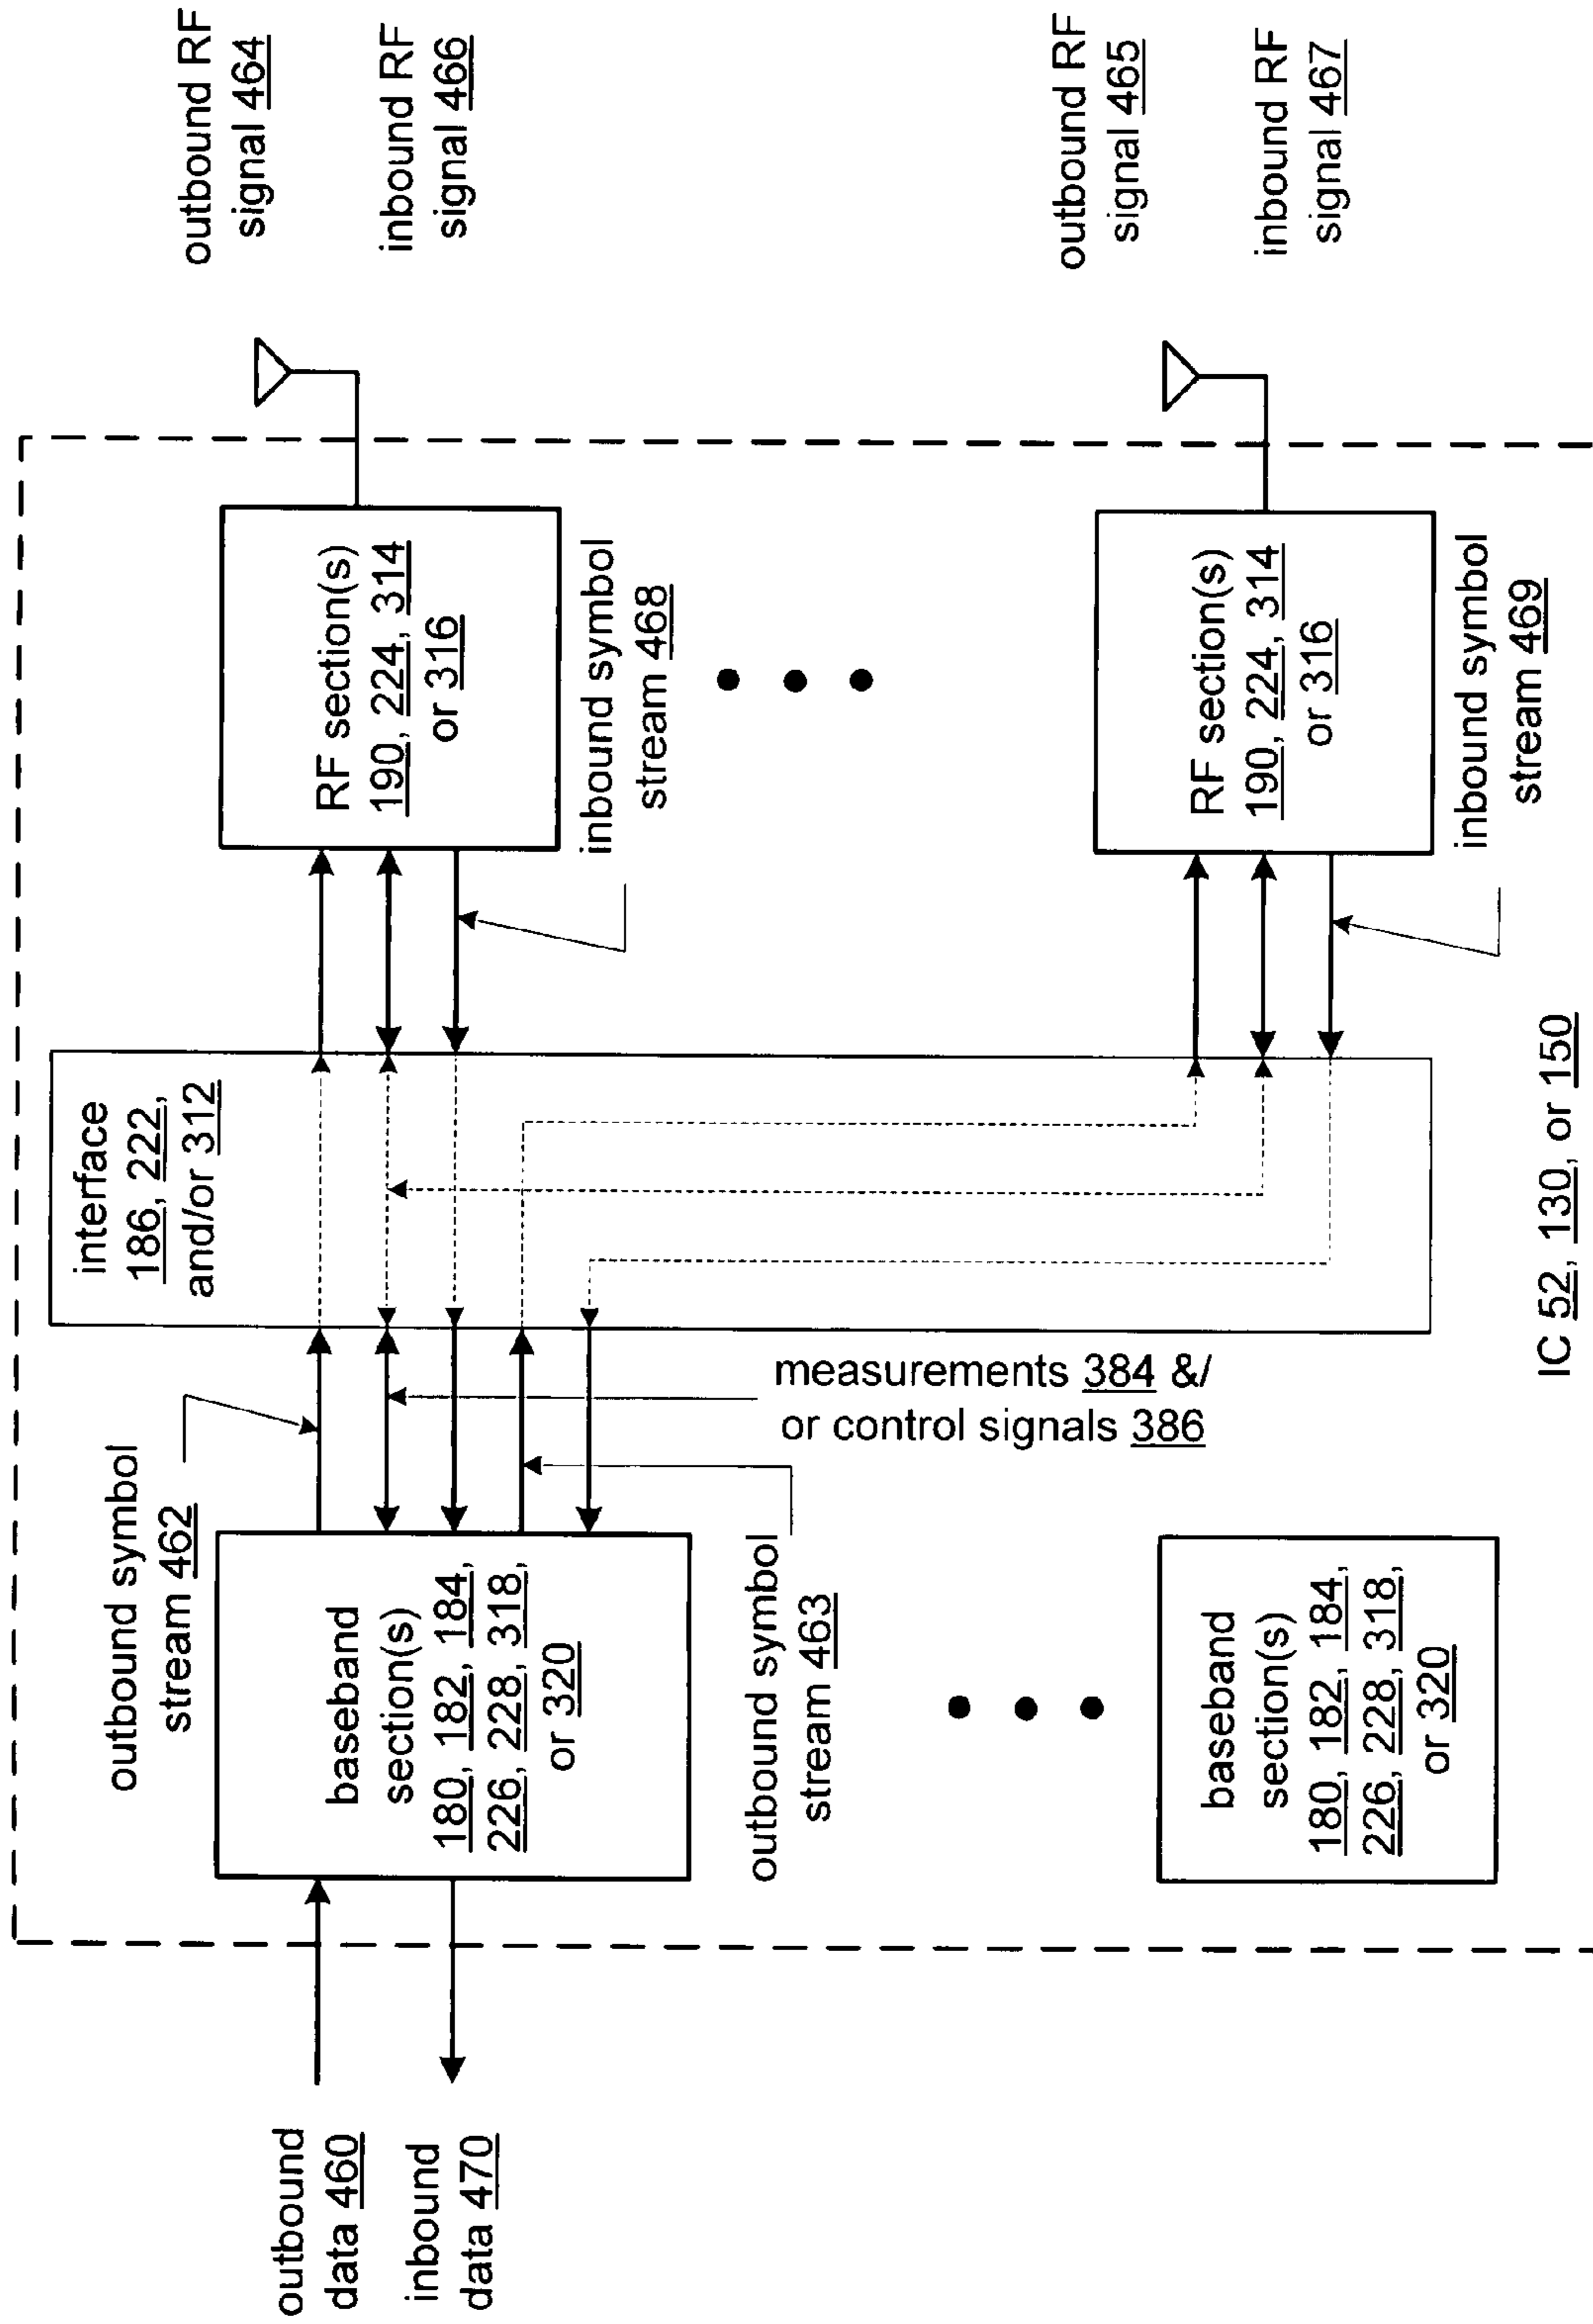 outbound
data 460
inbound
data 470
outbound symbol
stream 462
baseband
section(s)
180, 182, 184,
226, 228, 318,
or 320
outbound symbol
stream 463
baseband
section(s)
180, 182, 184,
226, 228, 318,
or 320
interface
186, 222,
and/or 312
measurements 384 &/
or control signals 386
RF section(s)
190, 224, 314
or 316
inbound symbol
stream 468
RF section(s)
190, 224, 314
or 316
inbound symbol
stream 469
IC 52, 130, or 150
outbound RF
signal 464
inbound RF
signal 466
outbound RF
signal 465
inbound RF
signal 467